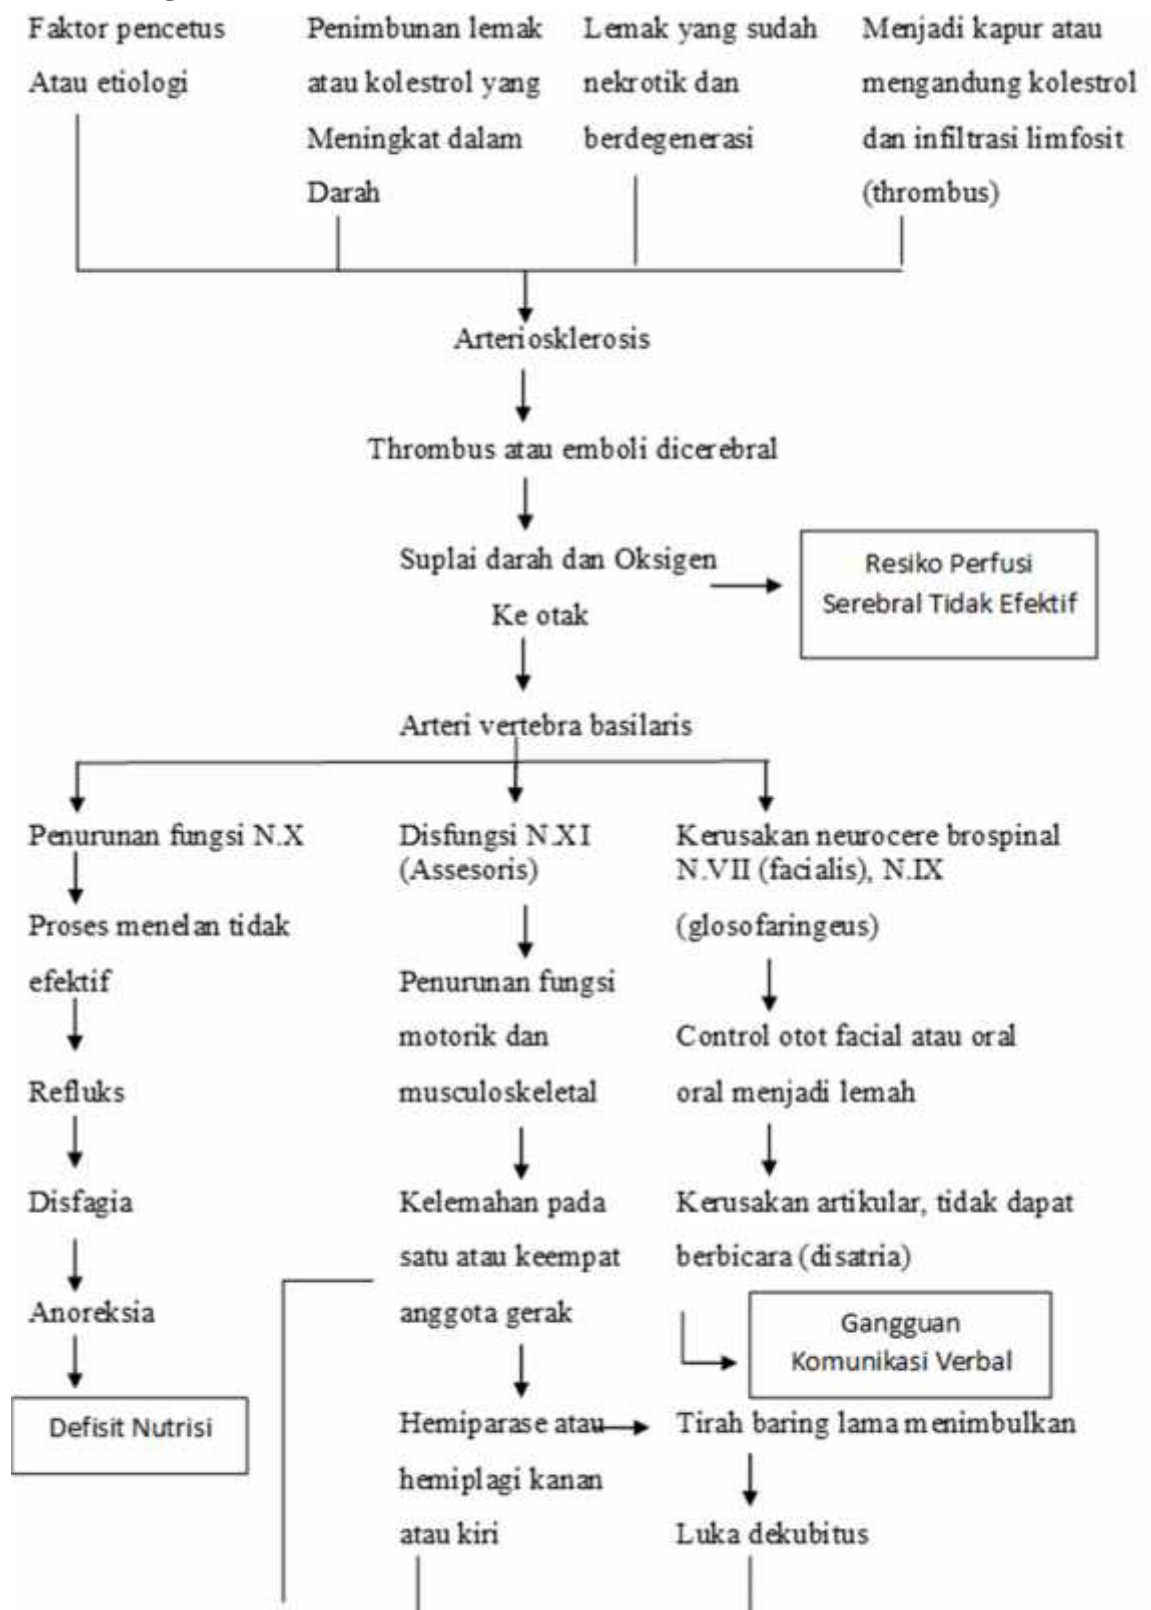 Faktor pencetus
Atau etiologi
Penimbunan lemak
atau kolestrol yang
Meningkat dalam
Darah
Lemak yang sudah
nekrotik dan
berdegenerasi
Menjadi kapur atau
mengandung kolestrol
dan infiltrasi limfosit
(thrombus)
Arteriosklerosis
Thrombus atau emboli dicerebral
Suplai darah dan Oksigen
Ke otak
Resiko Perfusi
Serebral Tidak Efektif
Arteri vertebra basilaris
Penurunan fungsi N.X
Proses menelan tidak
efektif
Refluks
Disfagia
Anoreksia
Defisit Nutrisi
Disfungsi N.XI
(Assesoris)
Penurunan fungsi
motorik dan
musculoskeletal
Kelemahan pada
satu atau keempat
anggota gerak
Hemiparase atau
hemiplagi kanan
atau kiri
Kerusakan neurocere brospinal
N.VII (facialis), N.IX
(glosofaringeus)
Control otot facial atau oral
oral menjadi lemah
Kerusakan artikular, tidak dapat
berbicara (disatria)
Gangguan
Komunikasi Verbal
Tirah baring lama menimbulkan
Luka dekubitus